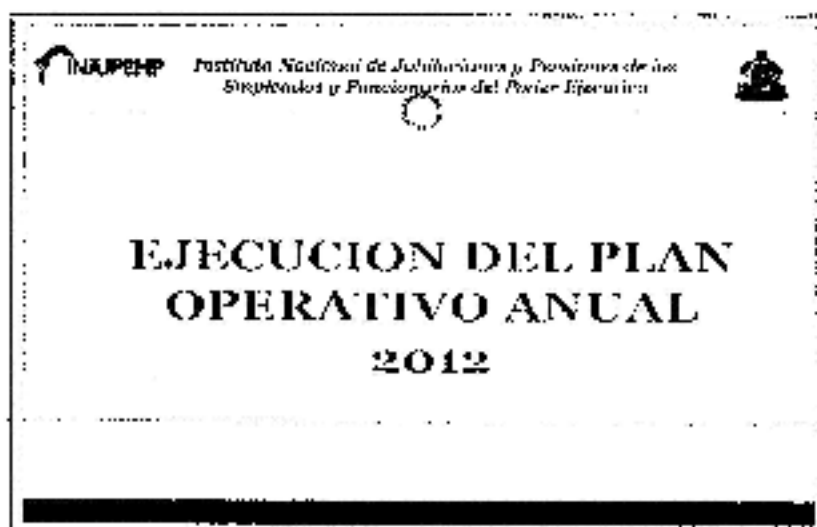 INJUPEMP
Instituto Nacional de Jubilaciones y Pensiones de los
Empleados y Funcionarios del Poder Ejecutivo
EJECUCION DEL PLAN
OPERATIVO ANUAL
2012